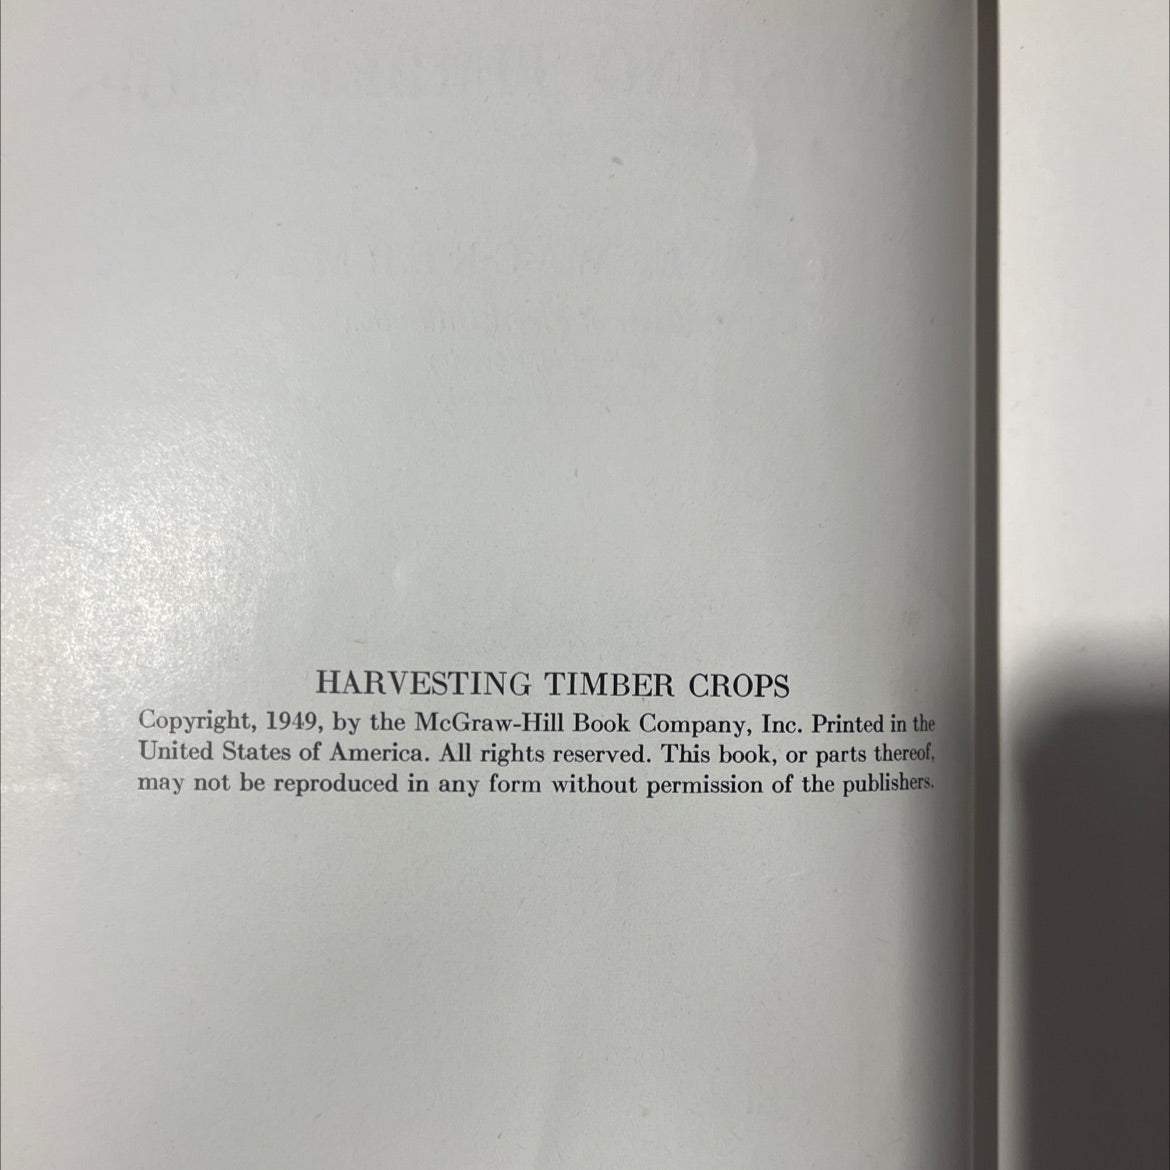 HARVESTING TIMBER CROPS
Copyright, 1949, by the McGraw-Hill Book Company, Inc. Printed in the
United States of America. All rights reserved. This book, or parts thereof,
may not be reproduced in any form without permission of the publishers.